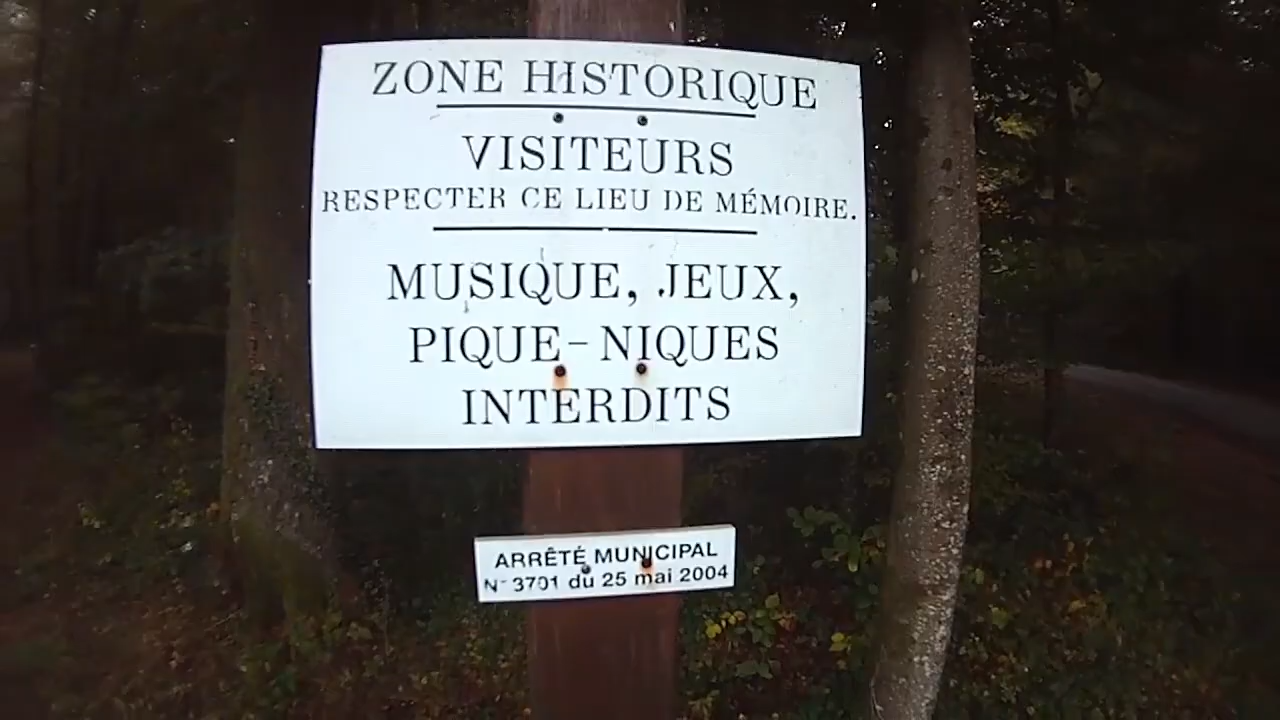 ZONE HISTORIQUE
VISITEURS
RESPECTER CE LIEU DE MÉMOIRE.
MUSIQUE, JEUX,
PIQUE-NIQUES
INTERDITS
ARRÊTÉ MUNICIPAL
N° 3701 du 25 mai 2004